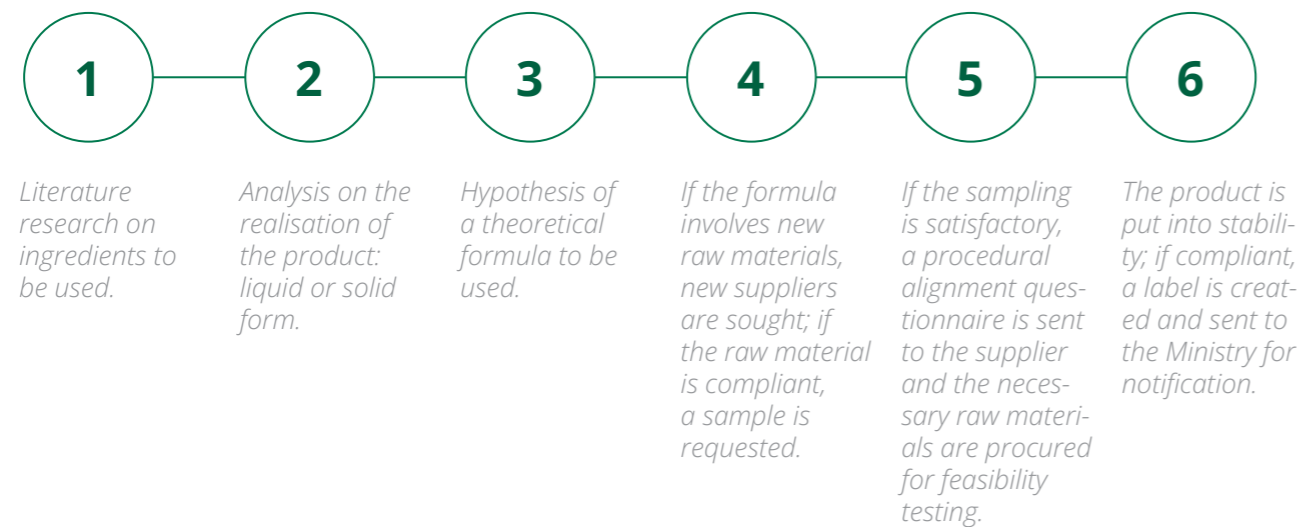 1
2
3
4
5
6
Literature
research on
ingredients to
be used.
Analysis on the
realisation of
the product:
liquid or solid
form.
Hypothesis of
a theoretical
formula to be
used.
If the formula
involves new
raw materials,
new suppliers
are sought; if
the raw material
is compliant,
a sample is
requested.
If the sampling
is satisfactory,
a procedural
alignment ques-
tionnaire is sent
to the supplier
and the neces-
sary raw materi-
als are procured
for feasibility
testing.
The product is
put into stabili-
ty; if compliant,
a label is creat-
ed and sent to
the Ministry for
notification.